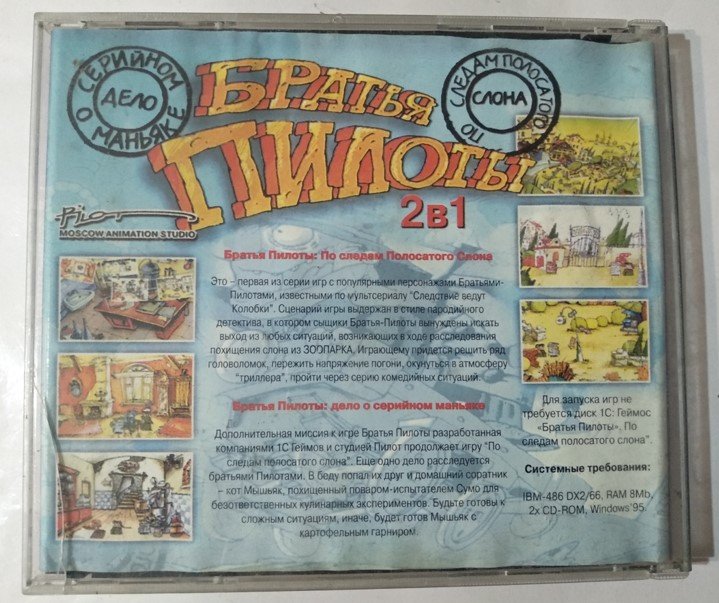 О СЕРИЙНОМ МАНЬЯКЕ
ДЕЛО
БРАТЬЯ
ПИЛОТЫ
2в1
ПО СЛЕДАМ ПОЛОСАТОГО
СЛОНА
Pilot
MOSCOW ANIMATION STUDIO
Братья Пилоты: По следам Полосатого Слона
Это – первая из серии игр с популярными персонажами Братьями-
Пилотами, известными по мультсериалу "Следствие ведут
Колобки". Сценарий игры выдержан в стиле пародийного
детектива, в котором сыщики Братья-Пилоты вынуждены искать
выход из любых ситуаций, возникающих в ходе расследования
похищения слона из ЗООПАРКА. Играющему придется решить ряд
головоломок, пережить напряжение погони, окунуться в атмосферу
"триллера", пройти через серию комедийных ситуаций.
Братья Пилоты: дело о серийном маньяке
Дополнительная миссия к игре Братья Пилоты разработанная
компаниями 1С Геймов и студией Пилот продолжает игру "По
следам полосатого слона". Еще одно дело расследуется
братьями Пилотами. В беду попал их друг и домашний соратник
- кот Мышьяк, похищенный поваром-испытателем Сумо для
безответственных кулинарных экспериментов. Будьте готовы к
сложным ситуациям, иначе, будет готов Мышьяк с
картофельным гарниром.
Для запуска игр не
требуется диск 1С: Геймос
«Братья Пилоты». По
следам полосатого слона".
Системные требования:
IBM-486 DX2/66, RAM 8Mb,
2x CD-ROM, Windows'95.